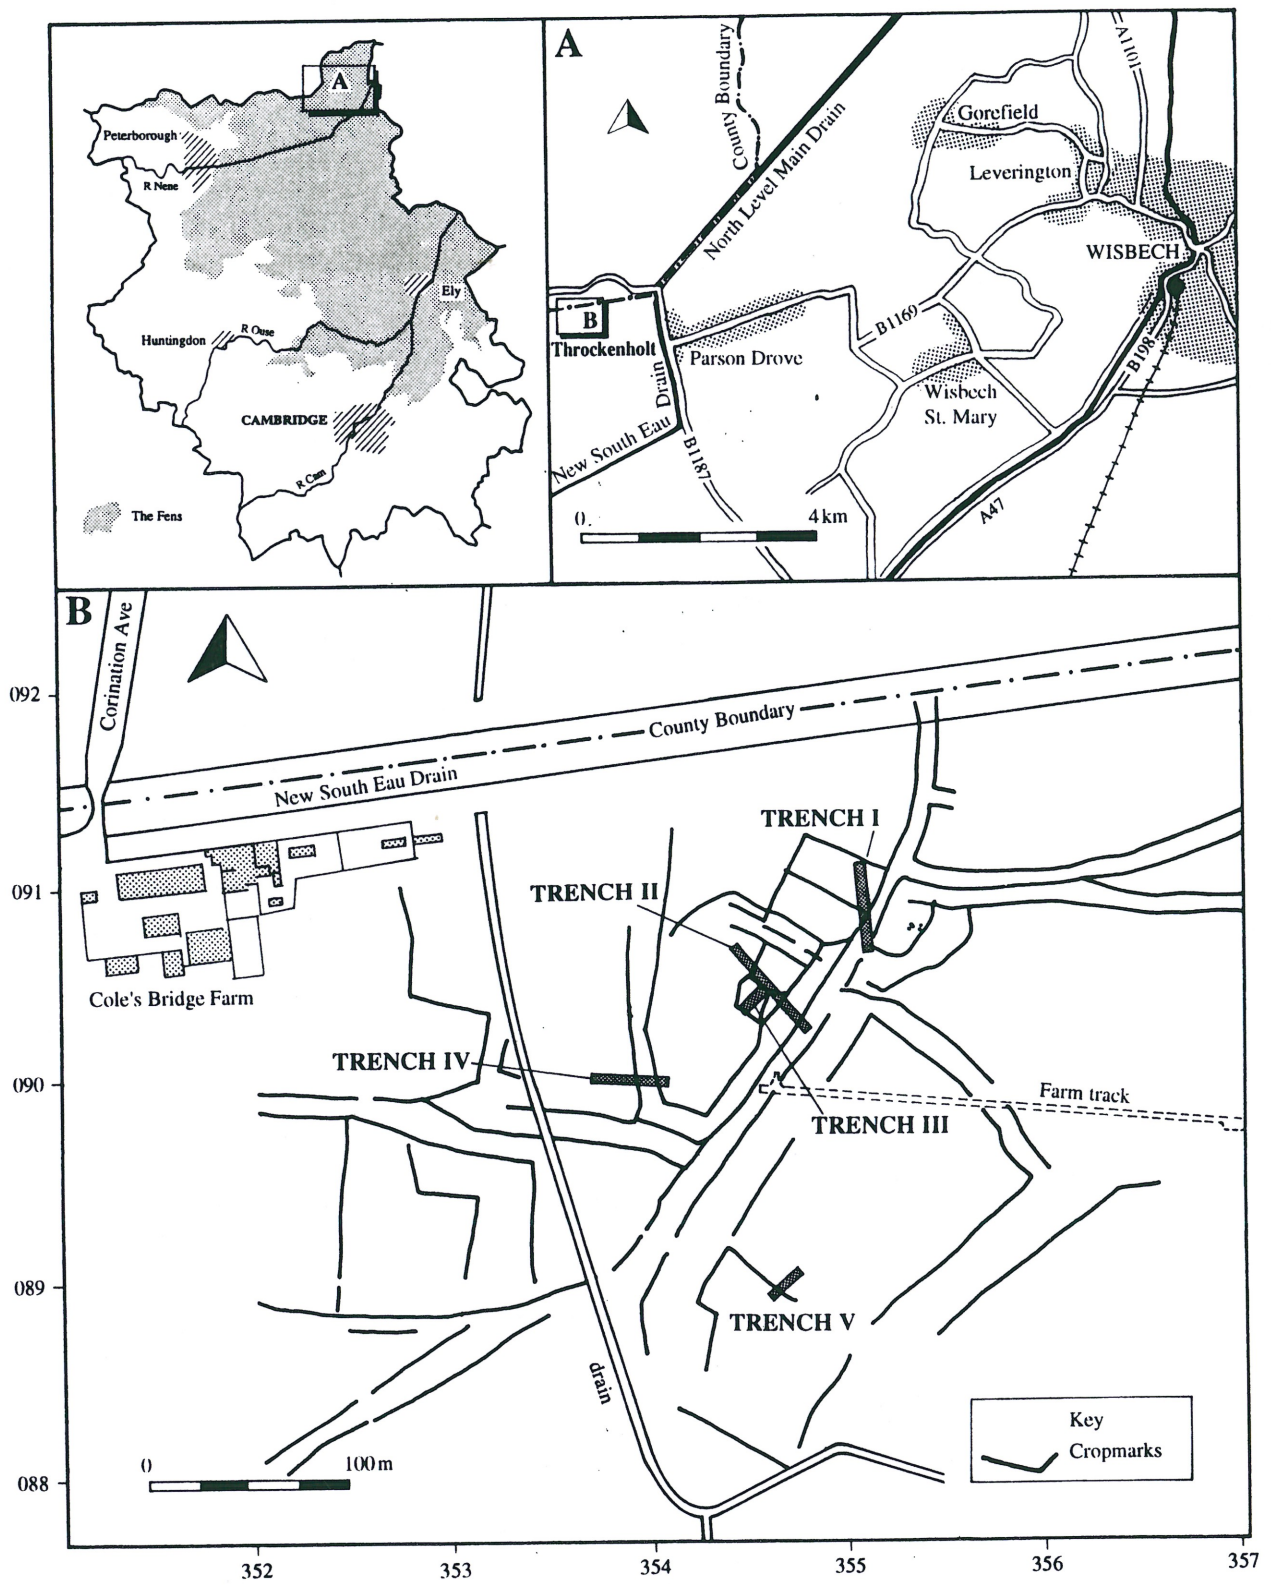 A
Peterborough
R Nene
Ely
Huntingdon
R Ouse
CAMBRIDGE
R Cam
The Fens
A
County Boundary
North Level Main Drain
A1101
Gorefield
Leverington
WISBECH
B
Throckenholt
Parson Drove
B1169
B198
Drain
Wisbech
St. Mary
New South Eau
B1187
A47
0
4km
B
Corination Ave
County Boundary
New South Eau Drain
TRENCH I
TRENCH II
Cole's Bridge Farm
TRENCH IV
Farm track
TRENCH III
TRENCH V
drain
Key
Cropmarks
0
100m
092
091
090
089
088
352
353
354
355
356
357